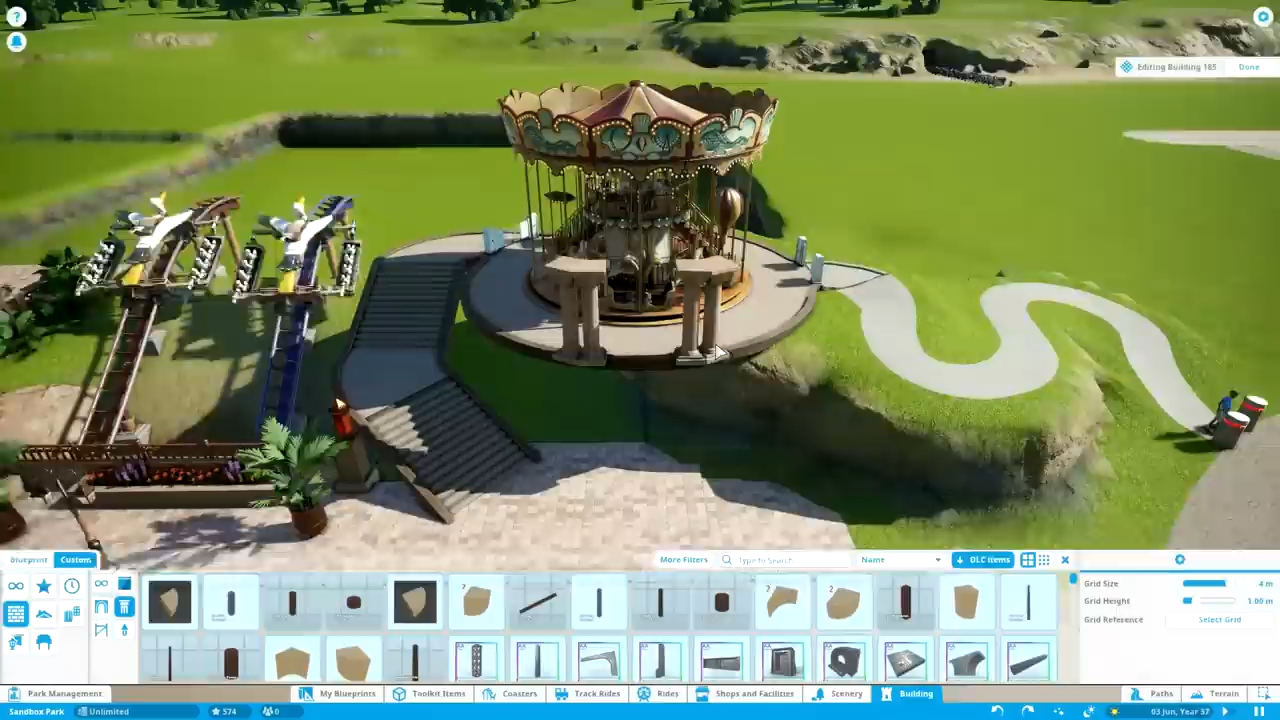 ?
Editing Building 185
Done
Blueprint
Custom
More Filters
Type to Search
Name
DLC Items
Grid Size
4 m
Grid Height
1.00 m
Grid Reference
Select Grid
Park Management
My Blueprints
Toolkit Items
Coasters
Track Rides
Rides
Shops and Facilities
Scenery
Building
Paths
Terrain
Sandbox Park
Unlimited
574
0
03 Jun, Year 37